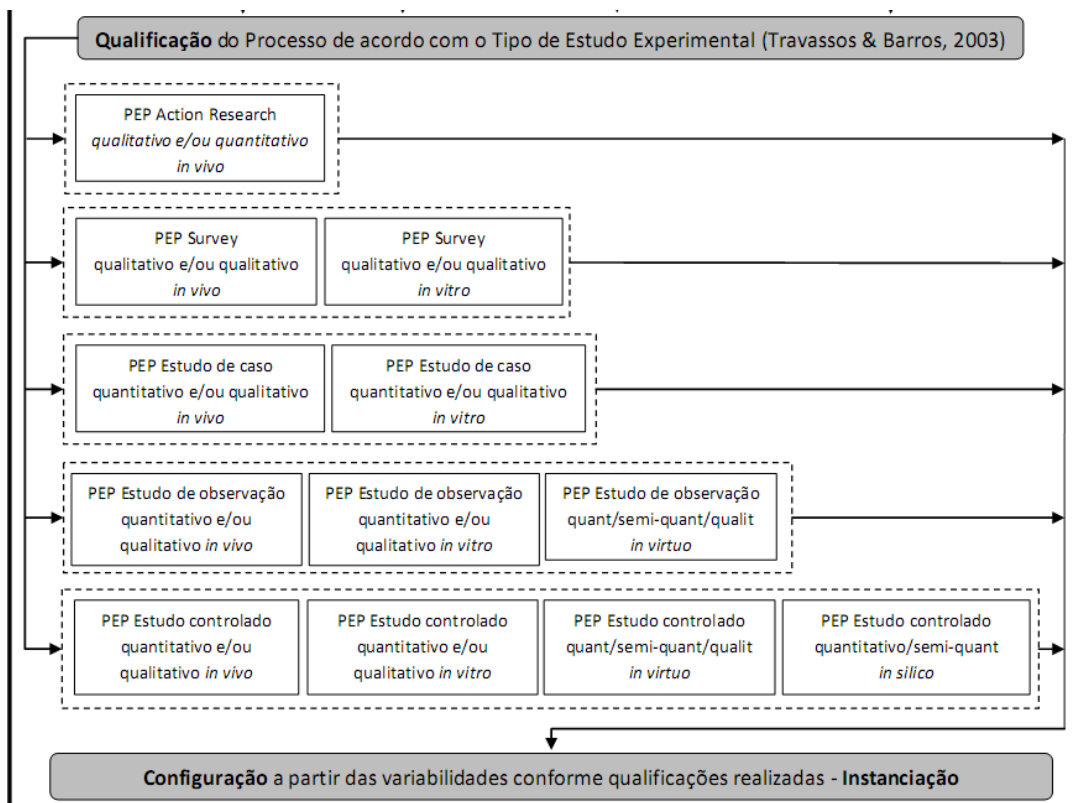 Qualificação do Processo de acordo com o Tipo de Estudo Experimental (Travassos & Barros, 2003)
PEP Action Research
qualitativo e/ou quantitativo
in vivo
PEP Survey
qualitativo e/ou qualitativo
in vivo
PEP Survey
qualitativo e/ou qualitativo
in vitro
PEP Estudo de caso
quantitativo e/ou qualitativo
in vivo
PEP Estudo de caso
quantitativo e/ou qualitativo
in vitro
PEP Estudo de observação
quantitativo e/ou
qualitativo in vivo
PEP Estudo de observação
quantitativo e/ou
qualitativo in vitro
PEP Estudo de observação
quant/semi-quant/qualit
in virtuo
PEP Estudo controlado
quantitativo e/ou
qualitativo in vivo
PEP Estudo controlado
quantitativo e/ou
qualitativo in vitro
PEP Estudo controlado
quant/semi-quant/qualit
in virtuo
PEP Estudo controlado
quantitativo/semi-quant
in silico
Configuração a partir das variabilidades conforme qualificações realizadas - Instanciação